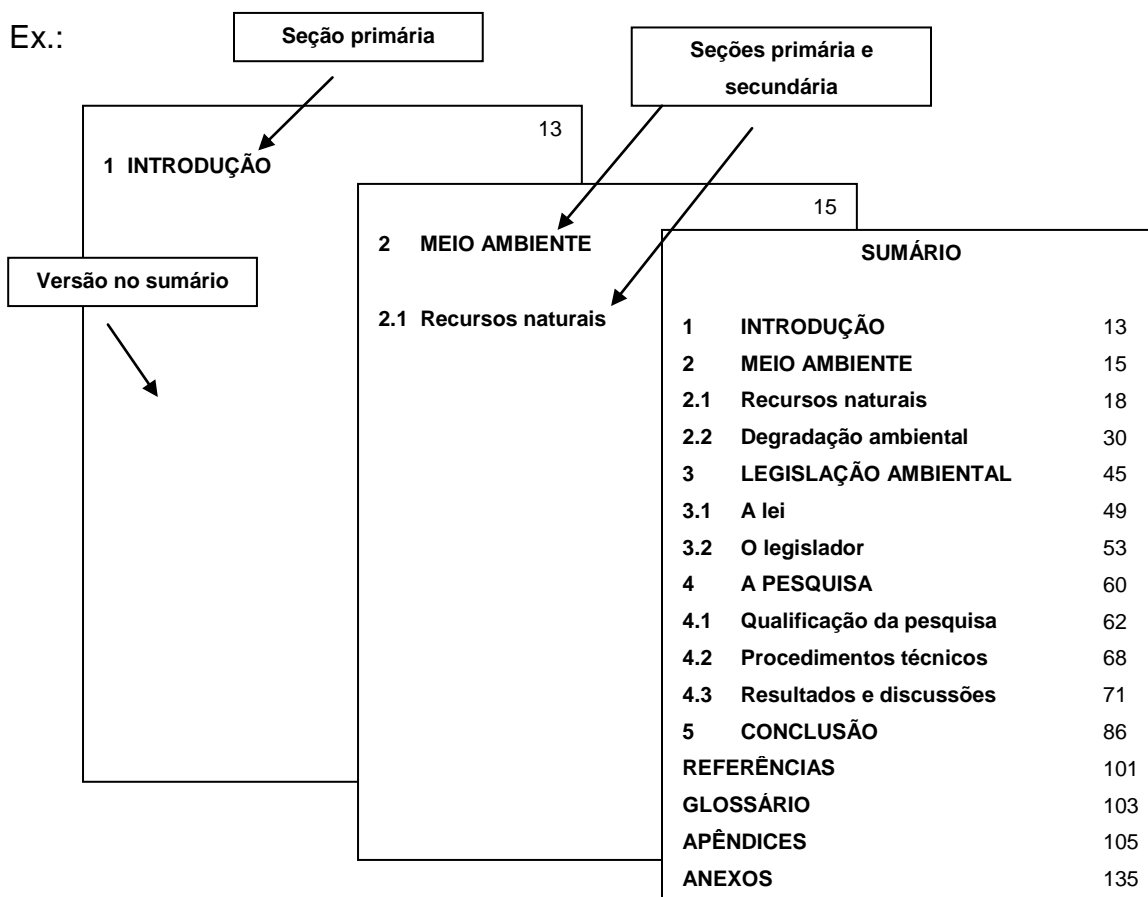 Ex.:
Seção primária
Seções primária e
secundária
13
1 INTRODUÇÃO
15
2 MEIO AMBIENTE
Versão no sumário
2.1 Recursos naturais
SUMÁRIO
1 INTRODUÇÃO 13
2 MEIO AMBIENTE 15
2.1 Recursos naturais 18
2.2 Degradação ambiental 30
3 LEGISLAÇÃO AMBIENTAL 45
3.1 A lei 49
3.2 O legislador 53
4 A PESQUISA 60
4.1 Qualificação da pesquisa 62
4.2 Procedimentos técnicos 68
4.3 Resultados e discussões 71
5 CONCLUSÃO 86
REFERÊNCIAS 101
GLOSSÁRIO 103
APÊNDICES 105
ANEXOS 135